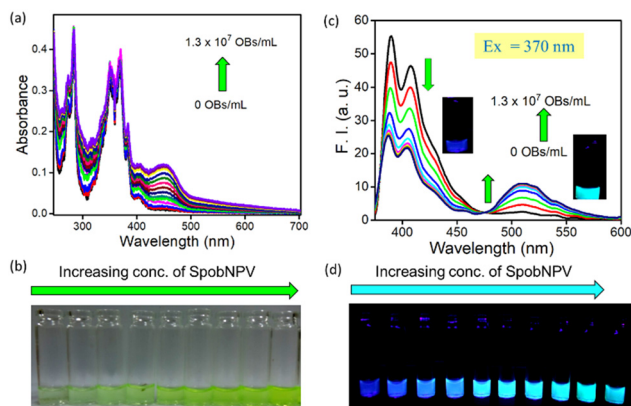 (a)
1.3 x 10⁷ OBs/mL
0 OBs/mL
Absorbance
0.4
0.3
0.2
0.1
0.0
300 400 500 600 700
Wavelength (nm)
(c)
Ex = 370 nm
1.3 x 10⁷ OBs/mL
0 OBs/mL
F. I. (a. u.)
60
50
40
30
20
10
0
400 450 500 550 600
Wavelength (nm)
(b)
Increasing conc. of SpobNPV
(d)
Increasing conc. of SpobNPV